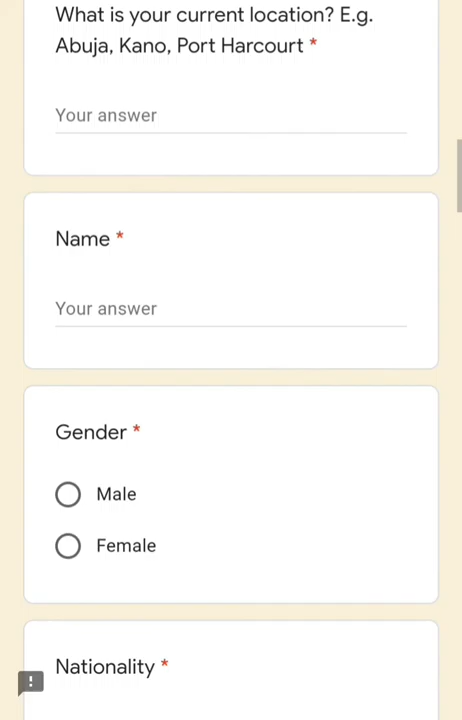 What is your current location? E.g.
Abuja, Kano, Port Harcourt *
Your answer
Name *
Your answer
Gender *
Male
Female
Nationality *
!